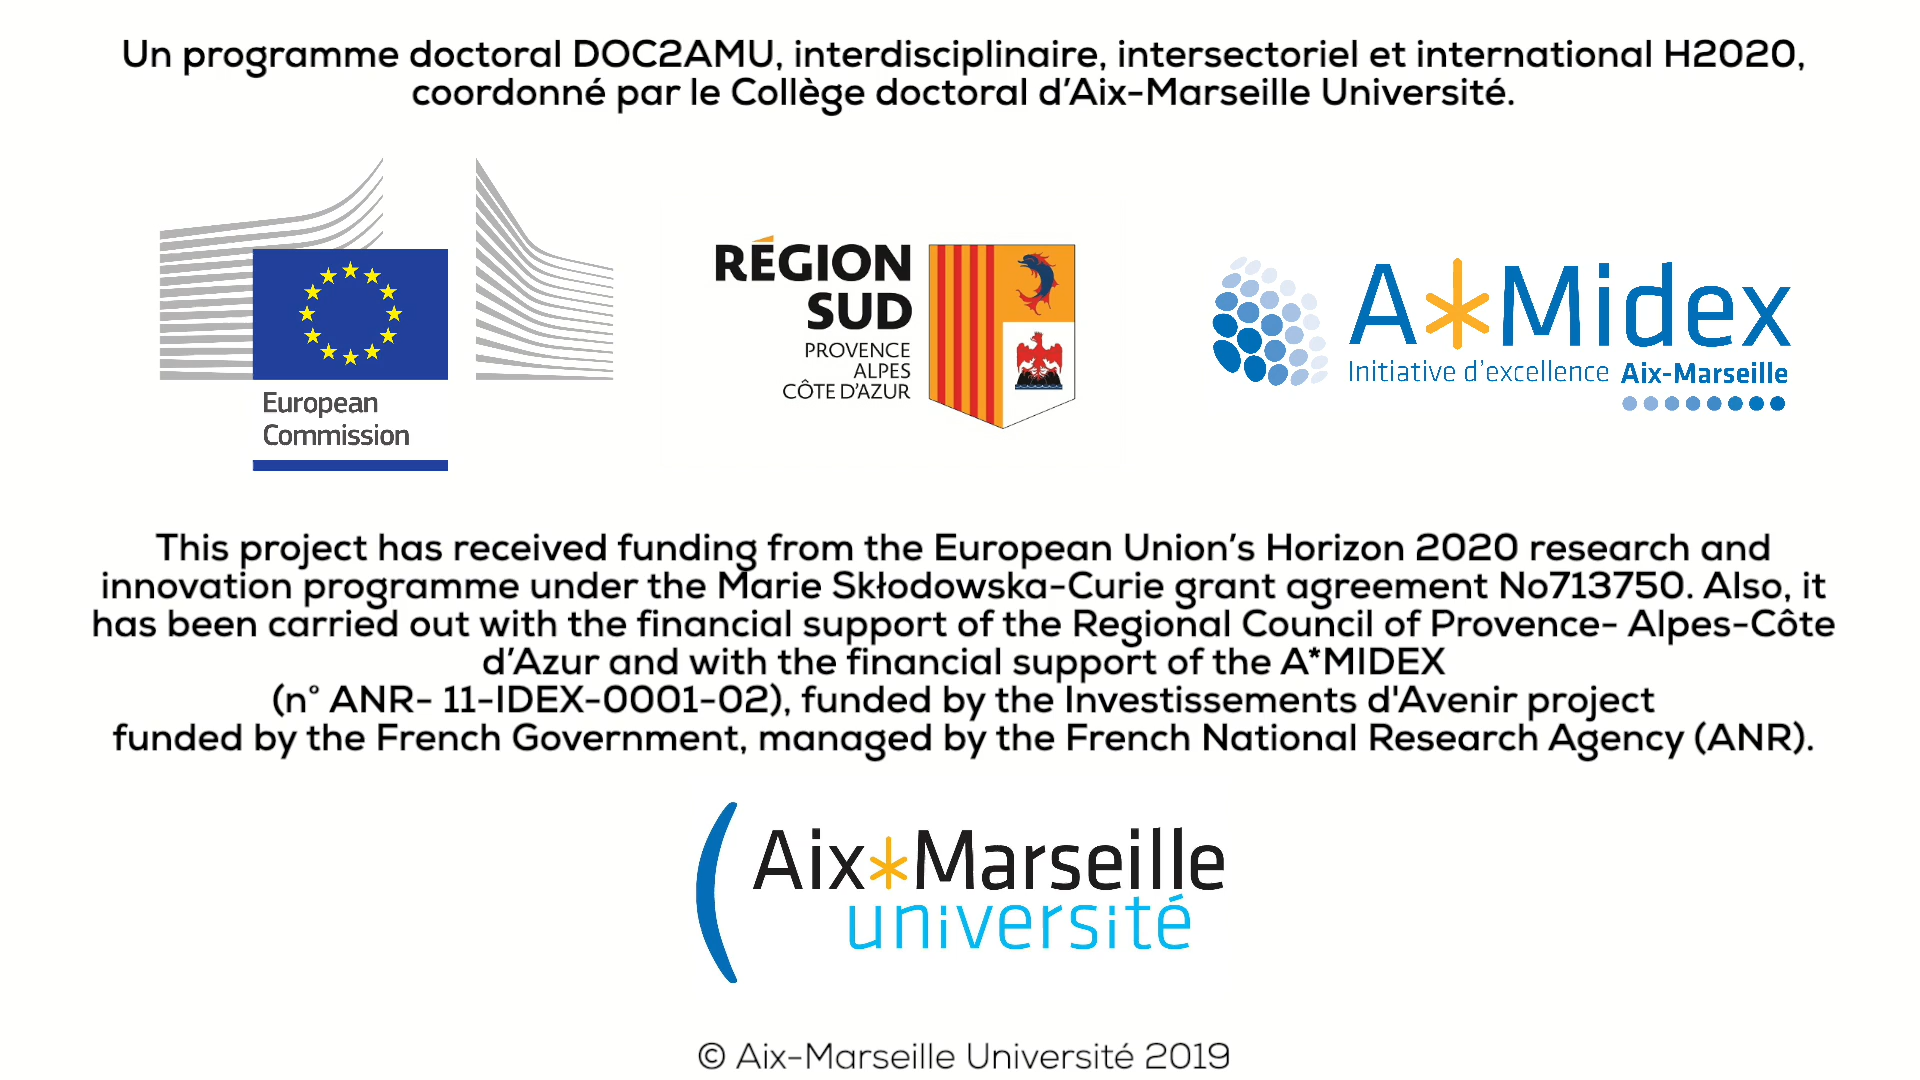 Un programme doctoral DOC2AMU, interdisciplinaire, intersectoriel et international H2020,
coordonné par le Collège doctoral d’Aix-Marseille Université.
European
Commission
RÉGION
SUD
PROVENCE
ALPES
CÔTE D’AZUR
A*Midex
Initiative d’excellence Aix-Marseille
This project has received funding from the European Union’s Horizon 2020 research and
innovation programme under the Marie Skłodowska-Curie grant agreement No713750. Also, it
has been carried out with the financial support of the Regional Council of Provence- Alpes-Côte
d’Azur and with the financial support of the A*MIDEX
(n° ANR- 11-IDEX-0001-02), funded by the Investissements d'Avenir project
funded by the French Government, managed by the French National Research Agency (ANR).
Aix*Marseille
université
© Aix-Marseille Université 2019